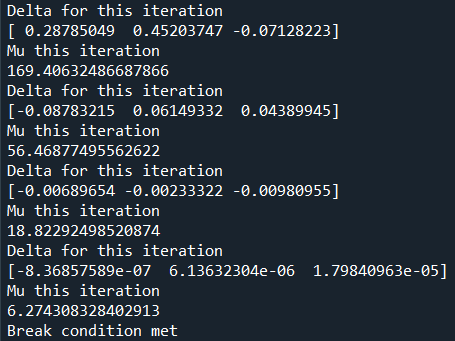 Delta for this iteration
[ 0.28785049  0.45203747 -0.07128223]
Mu this iteration
169.40632486687866
Delta for this iteration
[-0.08783215  0.06149332  0.04389945]
Mu this iteration
56.46877495562622
Delta for this iteration
[-0.00689654 -0.00233322 -0.00980955]
Mu this iteration
18.82292498520874
Delta for this iteration
[-8.36857589e-07  6.13632304e-06  1.79840963e-05]
Mu this iteration
6.274308328402913
Break condition met